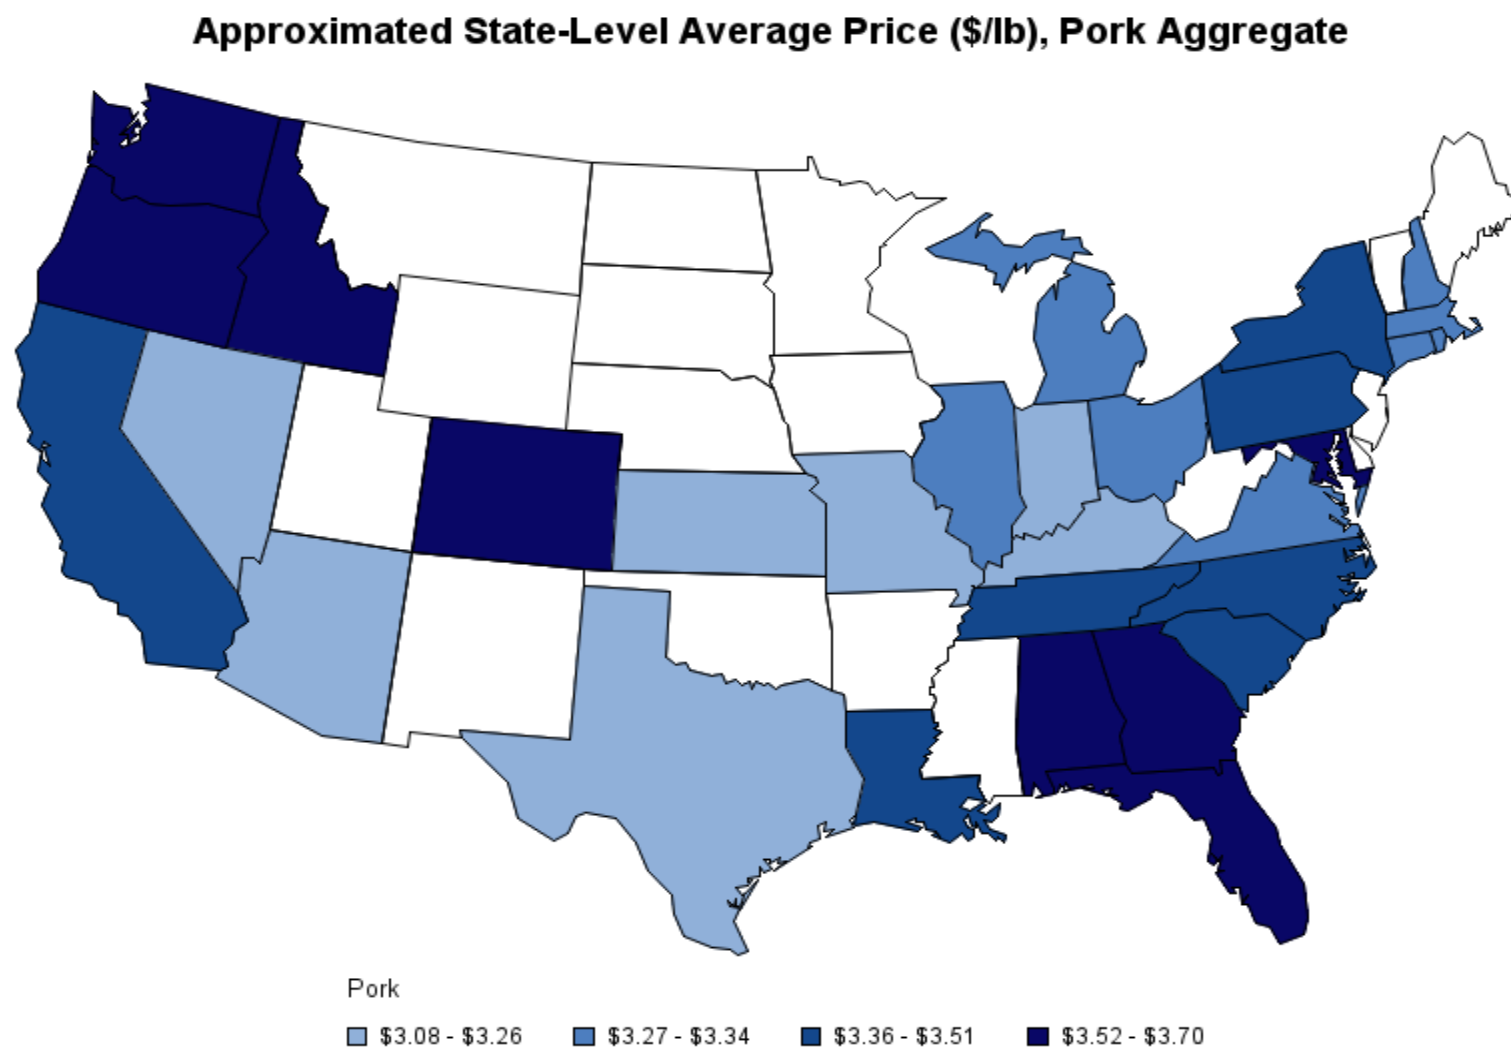 Approximated State-Level Average Price ($/lb), Pork Aggregate
Pork
$3.08 - $3.26 $3.27 - $3.34 $3.36 - $3.51 $3.52 - $3.70